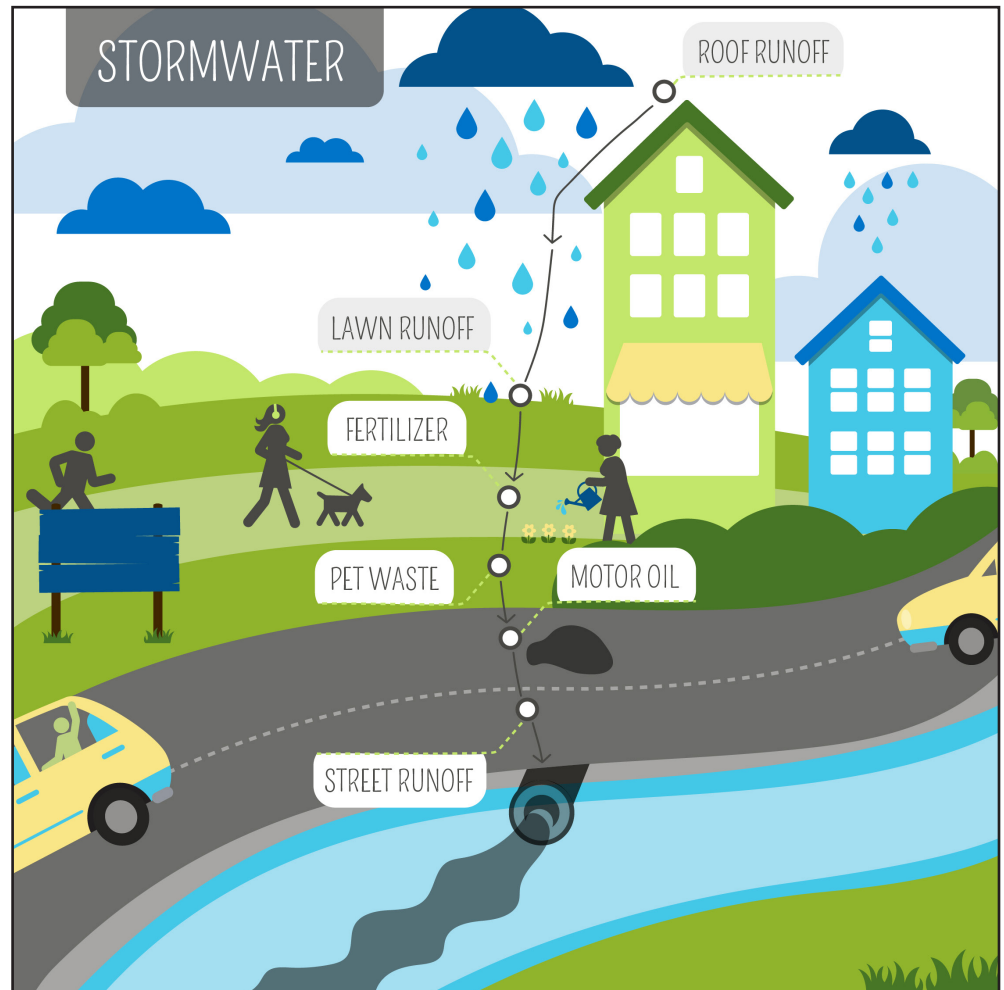 STORMWATER
ROOF RUNOFF
LAWN RUNOFF
FERTILIZER
PET WASTE
MOTOR OIL
STREET RUNOFF